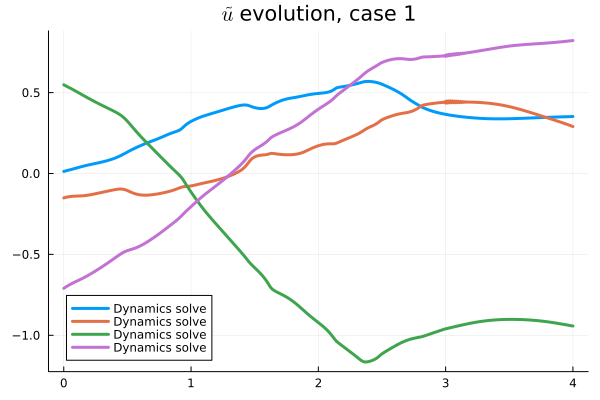 ũ evolution, case 1
0.5
0.0
−0.5
−1.0
Dynamics solve
Dynamics solve
Dynamics solve
Dynamics solve
0 1 2 3 4